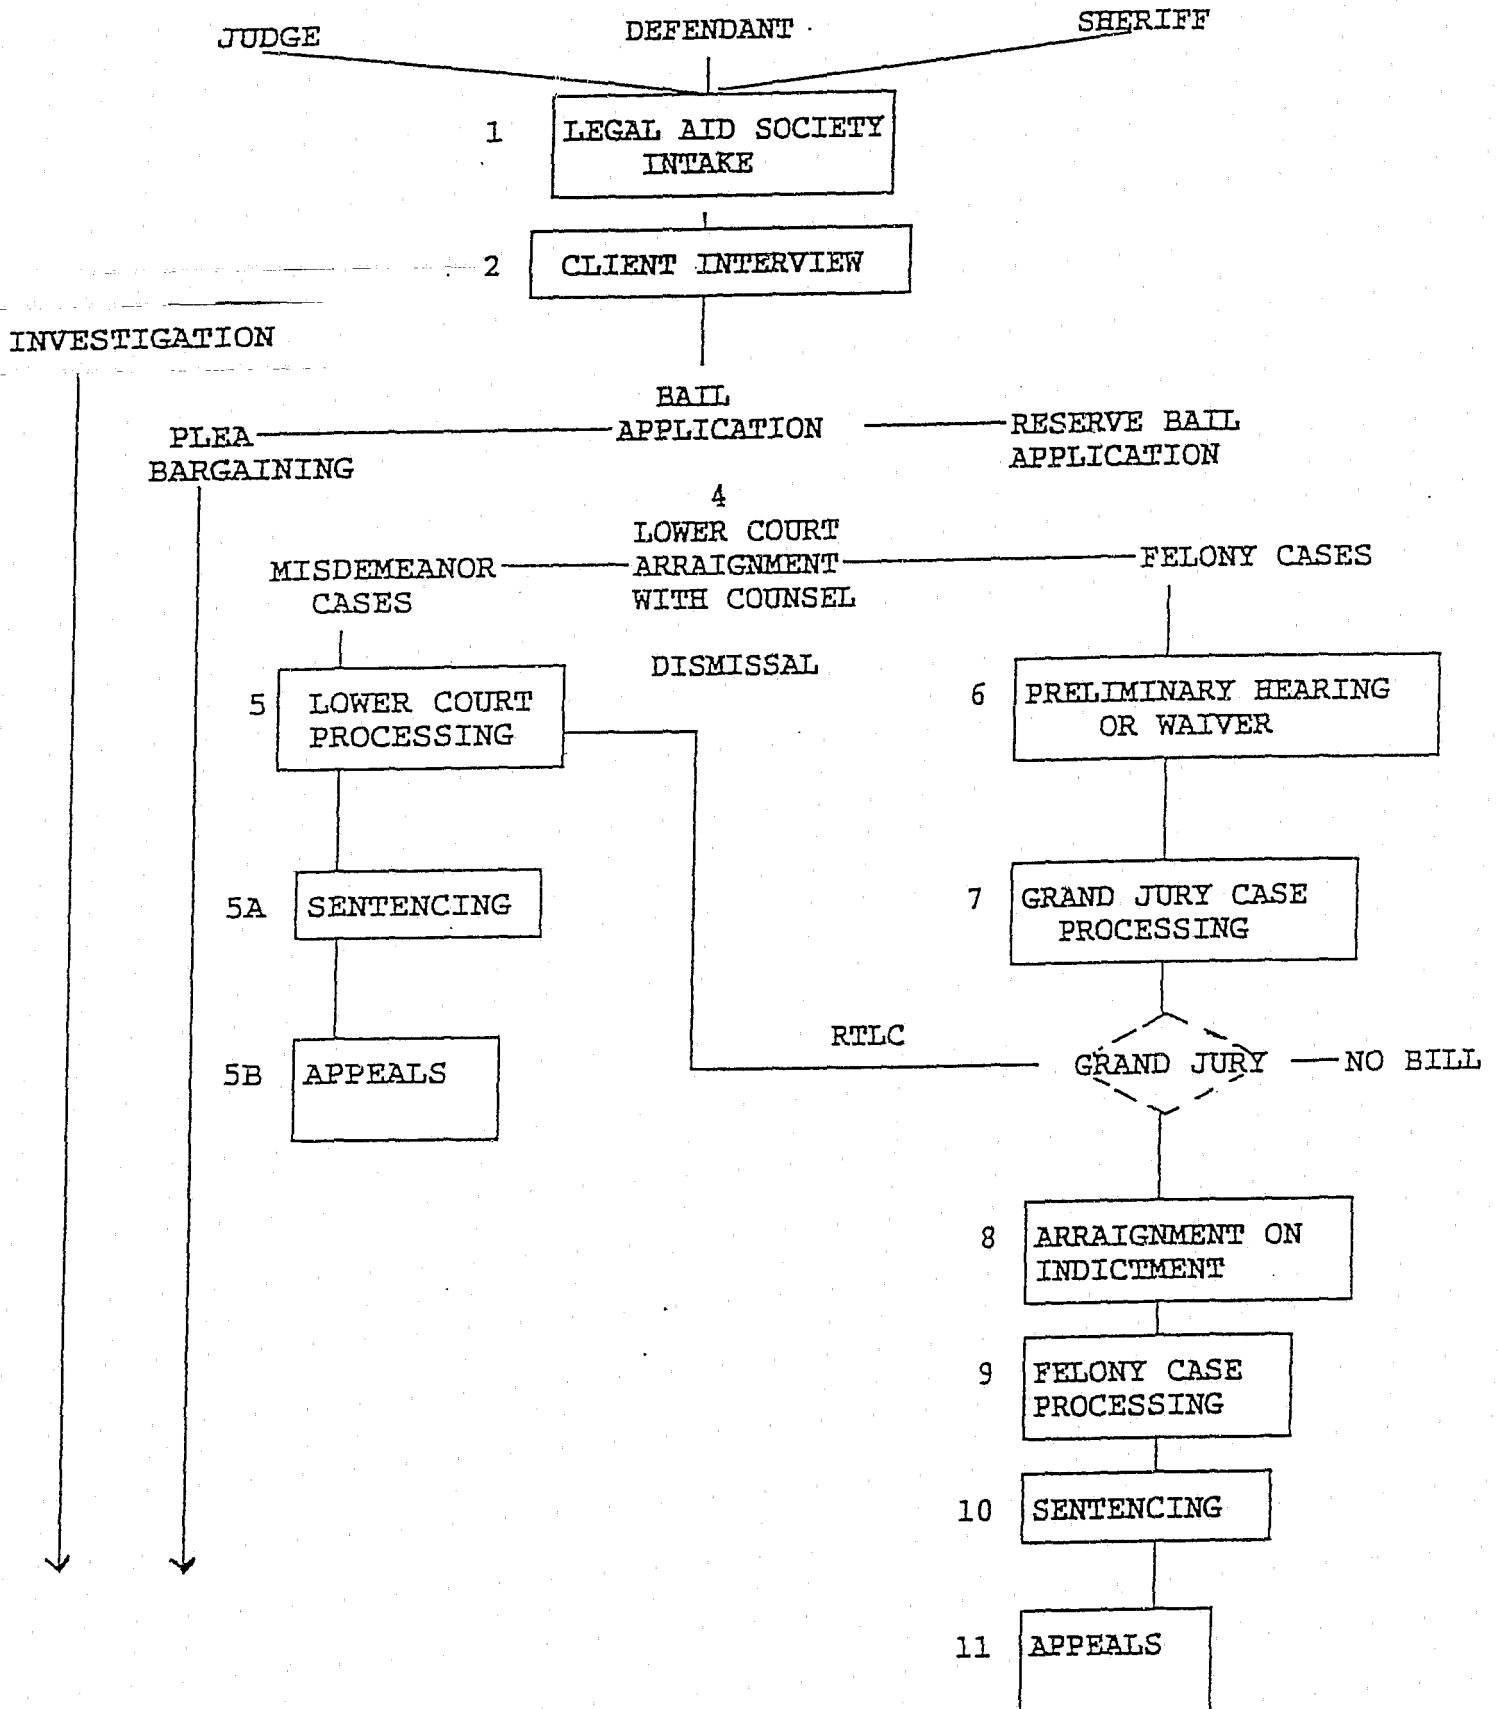 JUDGE
DEFENDANT
SHERIFF
1
LEGAL AID SOCIETY
INTAKE
2
CLIENT INTERVIEW
INVESTIGATION
BAIL
APPLICATION
PLEA
BARGAINING
RESERVE BAIL
APPLICATION
4
LOWER COURT
ARRAIGNMENT
WITH COUNSEL
MISDEMEANOR
CASES
FELONY CASES
DISMISSAL
5
LOWER COURT
PROCESSING
6
PRELIMINARY HEARING
OR WAIVER
5A
SENTENCING
7
GRAND JURY CASE
PROCESSING
RTLC
GRAND JURY
NO BILL
5B
APPEALS
8
ARRAIGNMENT ON
INDICTMENT
9
FELONY CASE
PROCESSING
10
SENTENCING
11
APPEALS